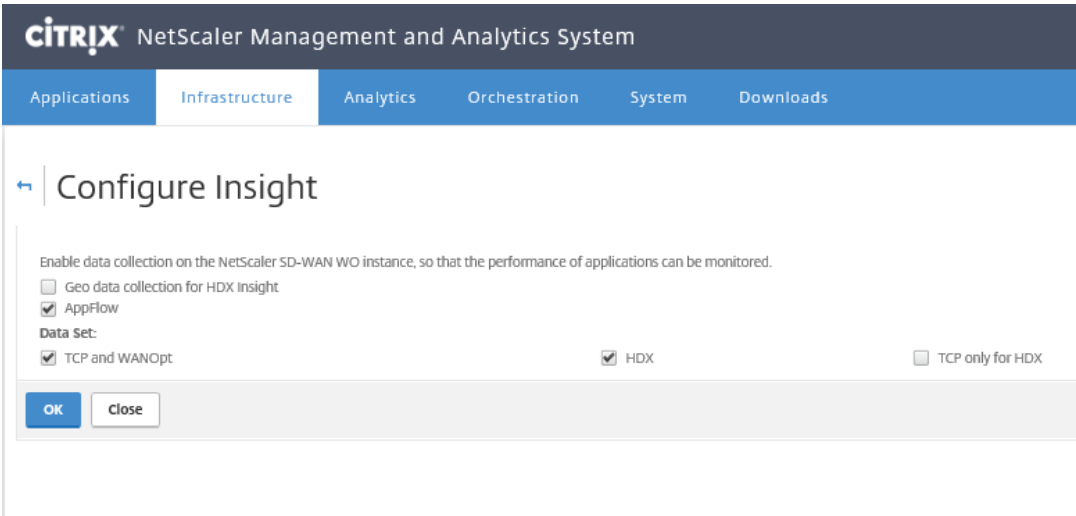 CİTRIX NetScaler Management and Analytics System
Applications Infrastructure Analytics Orchestration System Downloads
Configure Insight
Enable data collection on the NetScaler SD-WAN WO instance, so that the performance of applications can be monitored.
Geo data collection for HDX Insight
AppFlow
Data Set:
TCP and WANOpt HDX TCP only for HDX
OK Close